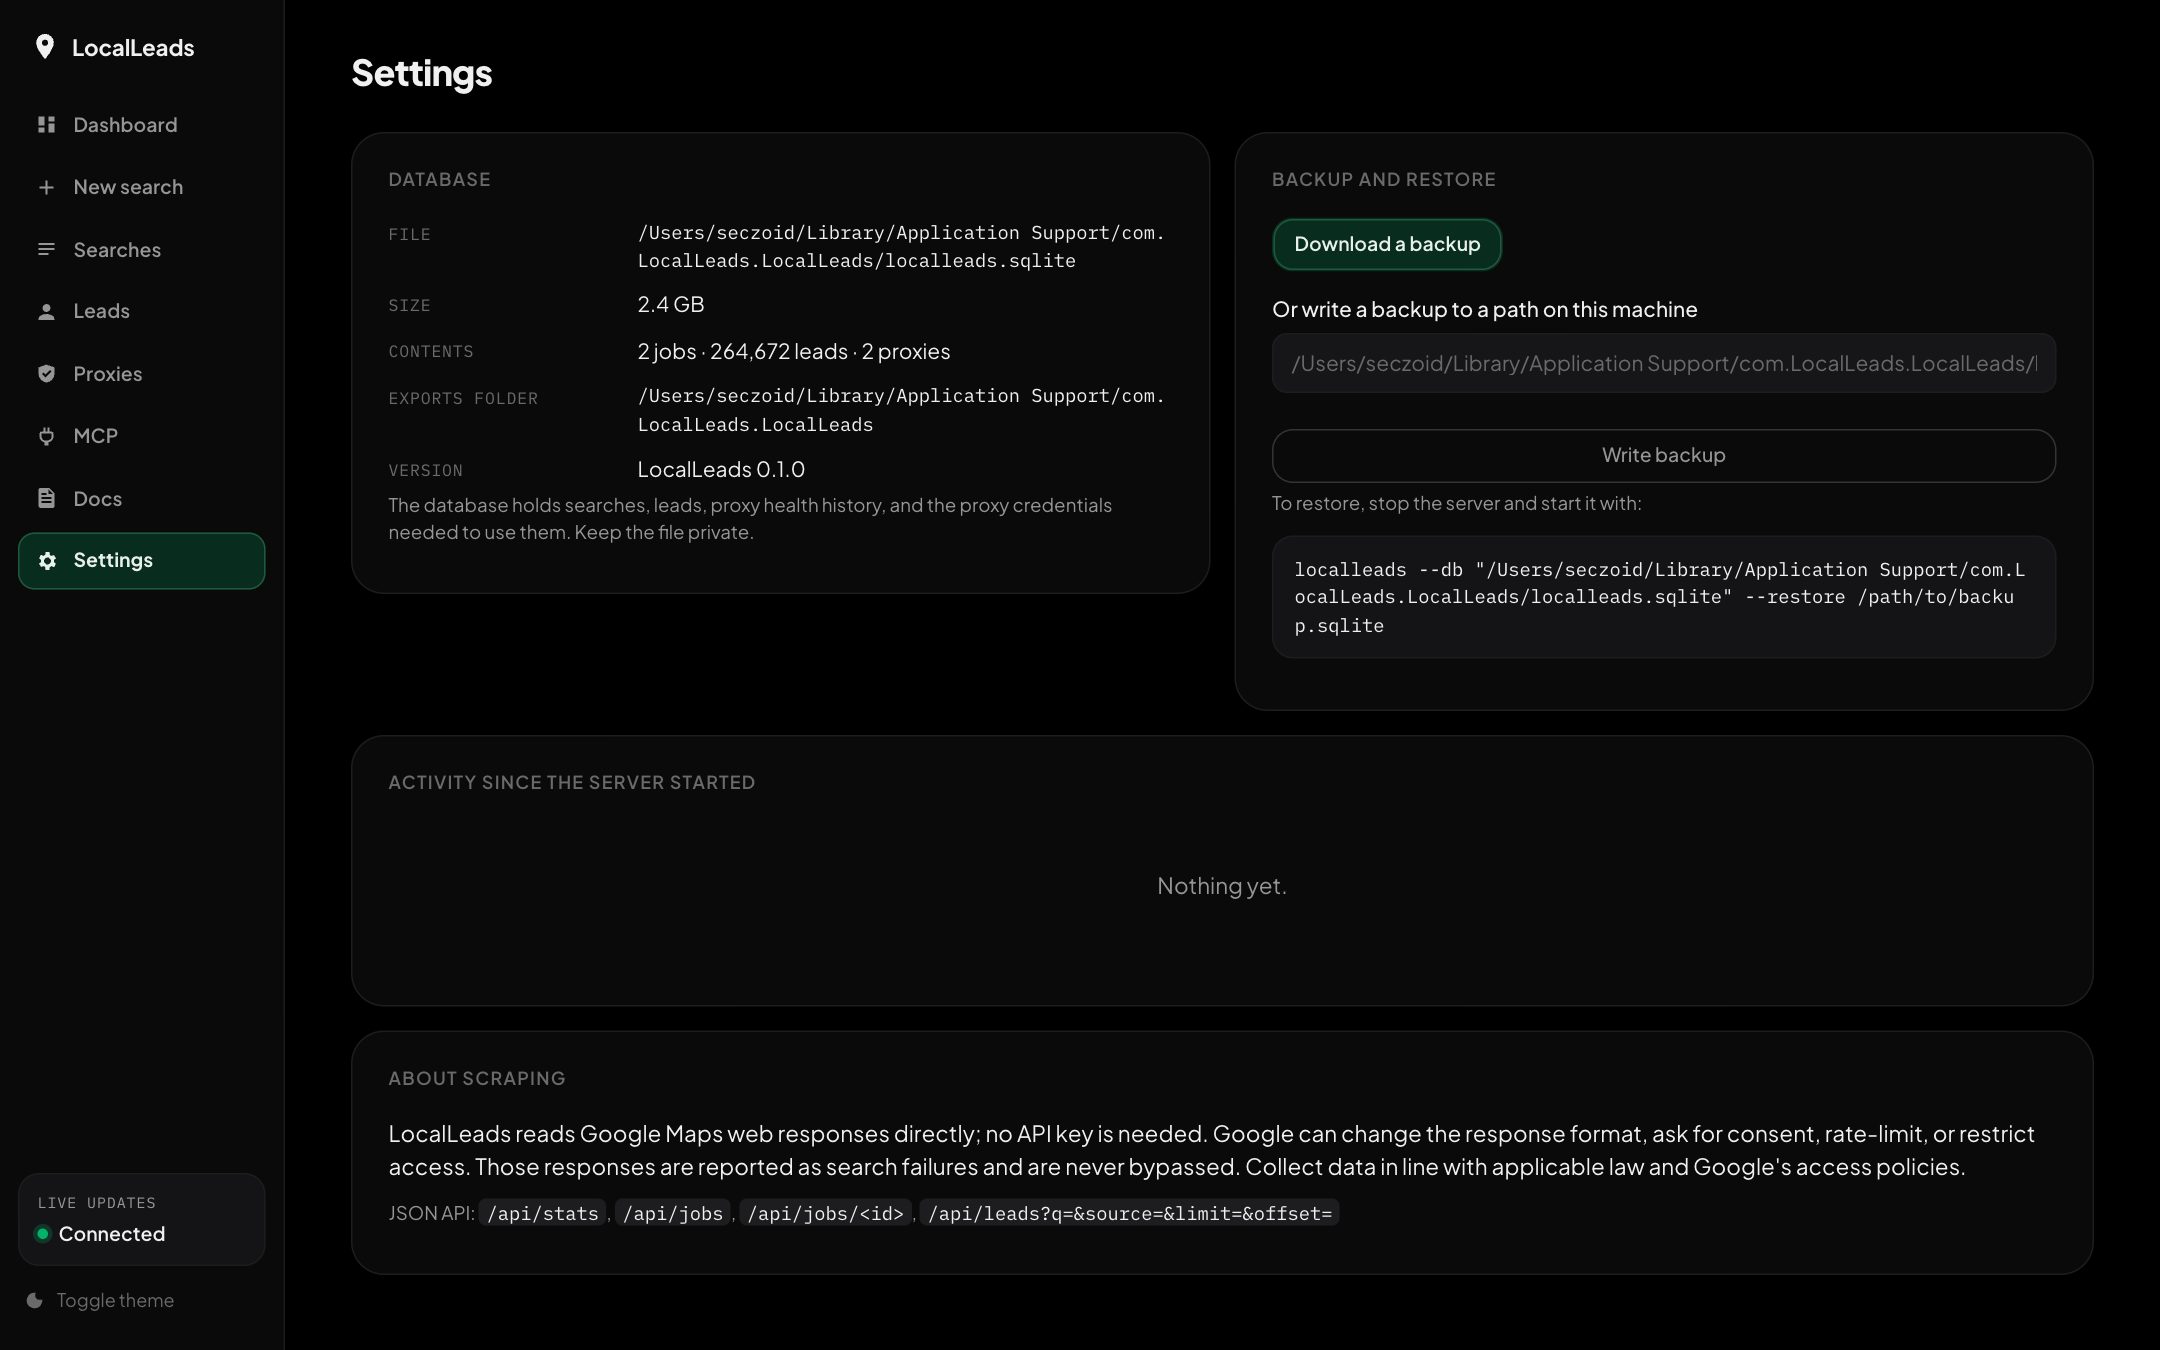 LocalLeads
Dashboard
New search
Searches
Leads
Proxies
MCP
Docs
Settings
LIVE UPDATES
Connected
Toggle theme
Settings
DATABASE
FILE
/Users/seczoid/Library/Application Support/com.
LocalLeads.LocalLeads/localleads.sqlite
SIZE
2.4 GB
CONTENTS
2 jobs · 264,672 leads · 2 proxies
EXPORTS FOLDER
/Users/seczoid/Library/Application Support/com.
LocalLeads.LocalLeads
VERSION
LocalLeads 0.1.0
The database holds searches, leads, proxy health history, and the proxy credentials
needed to use them. Keep the file private.
BACKUP AND RESTORE
Download a backup
Or write a backup to a path on this machine
/Users/seczoid/Library/Application Support/com.LocalLeads.LocalLeads/
Write backup
To restore, stop the server and start it with:
localleads --db "/Users/seczoid/Library/Application Support/com.L
ocalLeads.LocalLeads/localleads.sqlite" --restore /path/to/backu
p.sqlite
ACTIVITY SINCE THE SERVER STARTED
Nothing yet.
ABOUT SCRAPING
LocalLeads reads Google Maps web responses directly; no API key is needed. Google can change the response format, ask for consent, rate-limit, or restrict
access. Those responses are reported as search failures and are never bypassed. Collect data in line with applicable law and Google's access policies.
JSON API: /api/stats, /api/jobs, /api/jobs/<id>, /api/leads?q=&source=&limit=&offset=